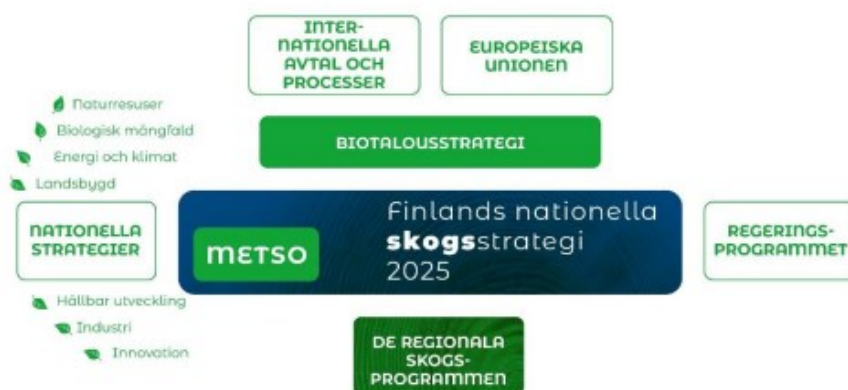 INTER-
NATIONELLA
AVTAL OCH
PROCESSER
EUROPEISKA
UNIONEN
Naturresuser
Biologisk mångfald
Energi och klimat
Landsbygd
BIOTALOUSSTRATEGI
NATIONELLA
STRATEGIER
METSO
Finlands nationella
skogsstrategi
2025
REGERINGS-
PROGRAMMET
Hållbar utveckling
Industri
Innovation
DE REGIONALA
SKOGS-
PROGRAMMEN